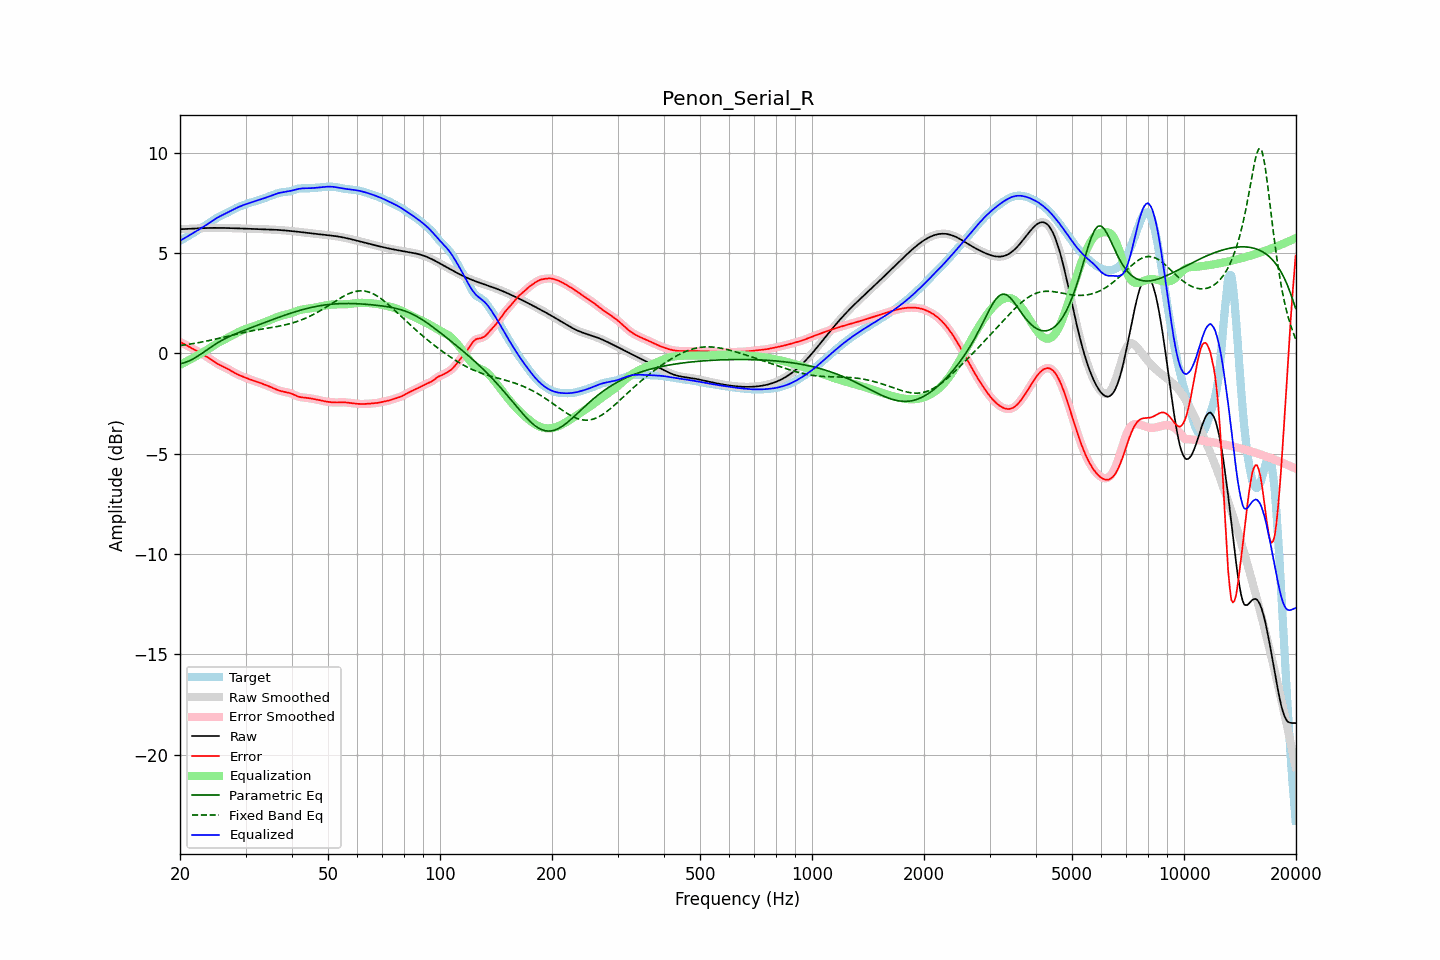 Penon_Serial_R
Amplitude (dBr)
10
5
0
−5
−10
−15
−20
Target
Raw Smoothed
Error Smoothed
Raw
Error
Equalization
Parametric Eq
Fixed Band Eq
Equalized
20 50 100 200 500 1000 2000 5000 10000 20000
Frequency (Hz)